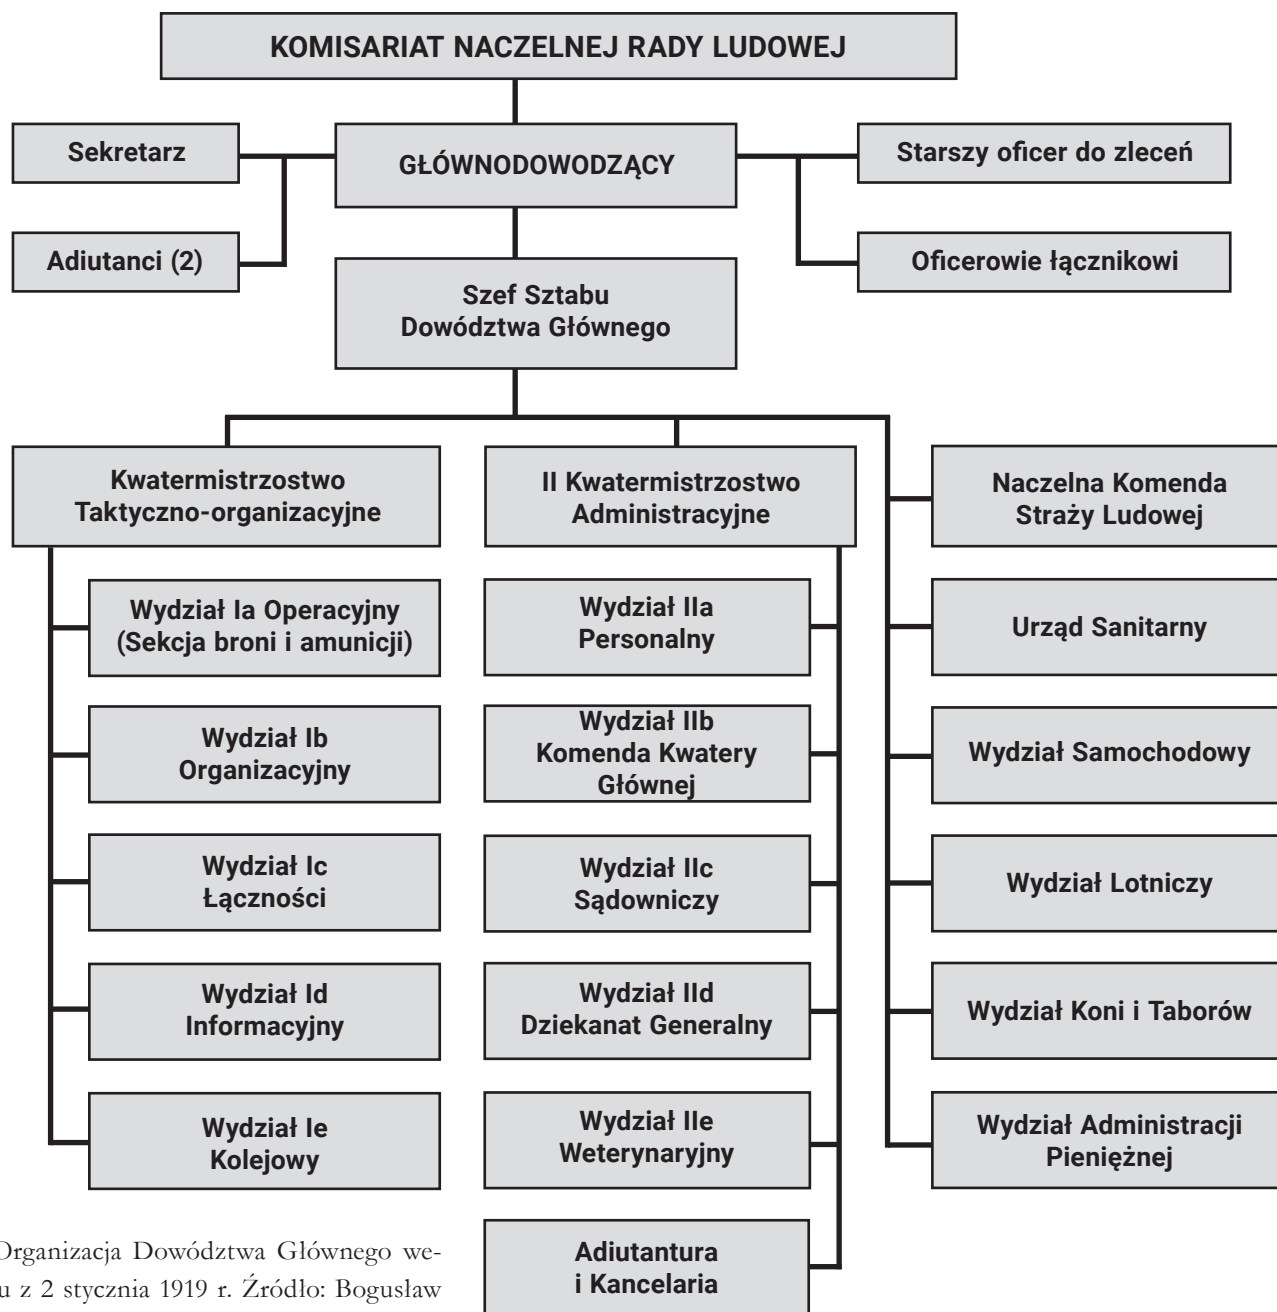 KOMISARIAT NACZELNEJ RADY LUDOWEJ
Sekretarz
GŁÓWNODOWODZĄCY
Starszy oficer do zleceń
Adiutanci (2)
Oficerowie łącznikowi
Szef Sztabu
Dowództwa Głównego
Kwatermistrzostwo
Taktyczno-organizacyjne
Wydział Ia Operacyjny
(Sekcja broni i amunicji)
Wydział Ib
Organizacyjny
Wydział Ic
Łączności
Wydział Id
Informacyjny
Wydział Ie
Kolejowy
II Kwatermistrzostwo
Administracyjne
Wydział IIa
Personalny
Wydział IIb
Komenda Kwatery
Głównej
Wydział IIc
Sądowniczy
Wydział IId
Dziekanat Generalny
Wydział IIe
Weterynaryjny
Adiutantura
i Kancelaria
Naczelna Komenda
Straży Ludowej
Urząd Sanitarny
Wydział Samochodowy
Wydział Lotniczy
Wydział Koni i Taborów
Wydział Administracji
Pieniężnej
Organizacja Dowództwa Głównego we-
u z 2 stycznia 1919 r. Źródło: Bogusław